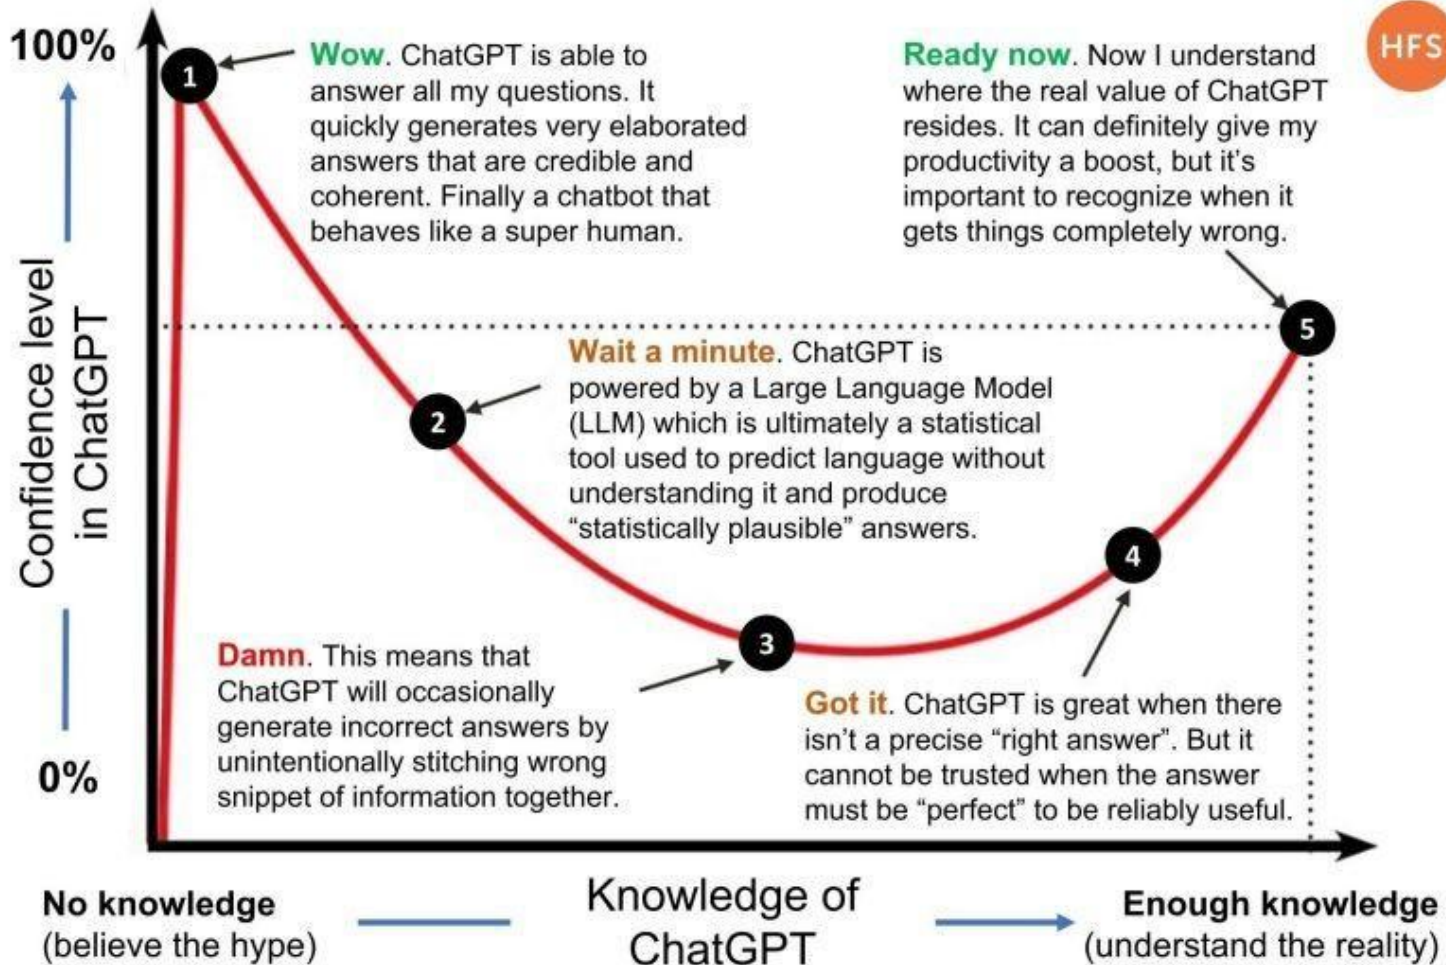 100%
HFS
1
Wow. ChatGPT is able to
answer all my questions. It
quickly generates very elaborated
answers that are credible and
coherent. Finally a chatbot that
behaves like a super human.
Ready now. Now I understand
where the real value of ChatGPT
resides. It can definitely give my
productivity a boost, but it’s
important to recognize when it
gets things completely wrong.
5
Confidence level
in ChatGPT
2
Wait a minute. ChatGPT is
powered by a Large Language Model
(LLM) which is ultimately a statistical
tool used to predict language without
understanding it and produce
“statistically plausible” answers.
3
Damn. This means that
ChatGPT will occasionally
generate incorrect answers by
unintentionally stitching wrong
snippet of information together.
4
Got it. ChatGPT is great when there
isn’t a precise “right answer”. But it
cannot be trusted when the answer
must be “perfect” to be reliably useful.
0%
No knowledge
(believe the hype)
Knowledge of
ChatGPT
Enough knowledge
(understand the reality)